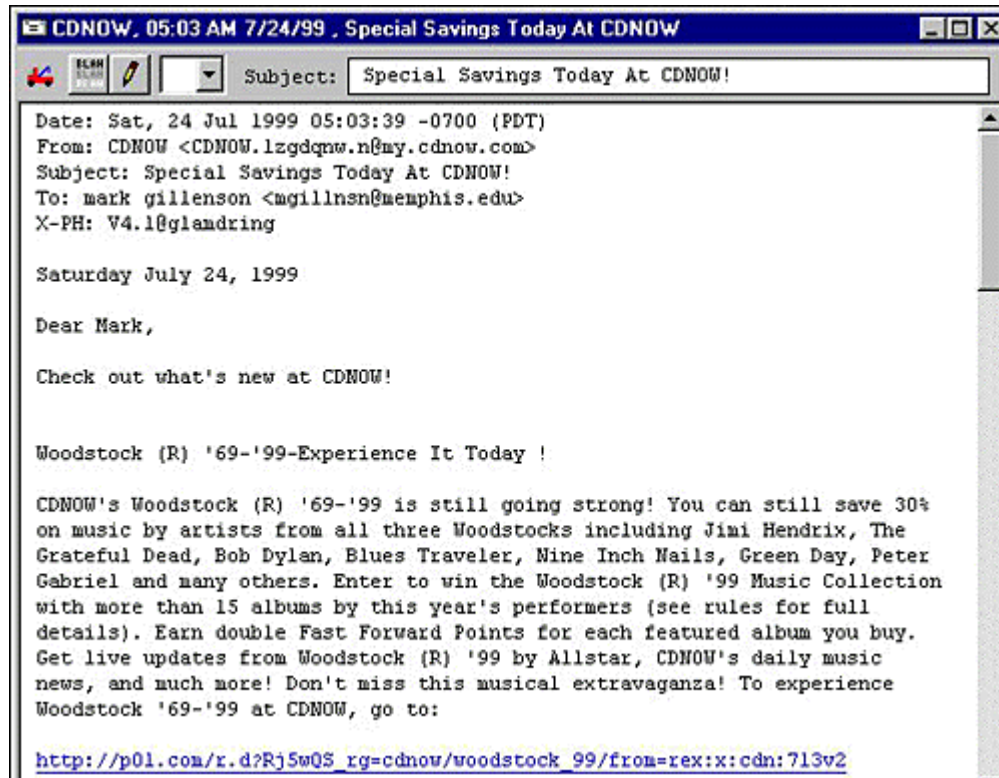 CDNOW, 05:03 AM 7/24/99 , Special Savings Today At CDNOW
BLAH
BLAH
BLAH
Subject: Special Savings Today At CDNOW!
Date: Sat, 24 Jul 1999 05:03:39 -0700 (PDT)
From: CDNOW <CDNOW.lzgdqnw.n@my.cdnow.com>
Subject: Special Savings Today At CDNOW!
To: mark gillenson <mgillnsn@memphis.edu>
X-PH: V4.1@glandring
Saturday July 24, 1999
Dear Mark,
Check out what's new at CDNOW!
Woodstock (R) '69-'99-Experience It Today !
CDNOW's Woodstock (R) '69-'99 is still going strong! You can still save 30%
on music by artists from all three Woodstocks including Jimi Hendrix, The
Grateful Dead, Bob Dylan, Blues Traveler, Nine Inch Nails, Green Day, Peter
Gabriel and many others. Enter to win the Woodstock (R) '99 Music Collection
with more than 15 albums by this year's performers (see rules for full
details). Earn double Fast Forward Points for each featured album you buy.
Get live updates from Woodstock (R) '99 by Allstar, CDNOW's daily music
news, and much more! Don't miss this musical extravaganza! To experience
Woodstock '69-'99 at CDNOW, go to:
http://p01.com/r.d?Rj5wQS_rg=cdnow/woodstock_99/from=rex:x:cdn:713v2